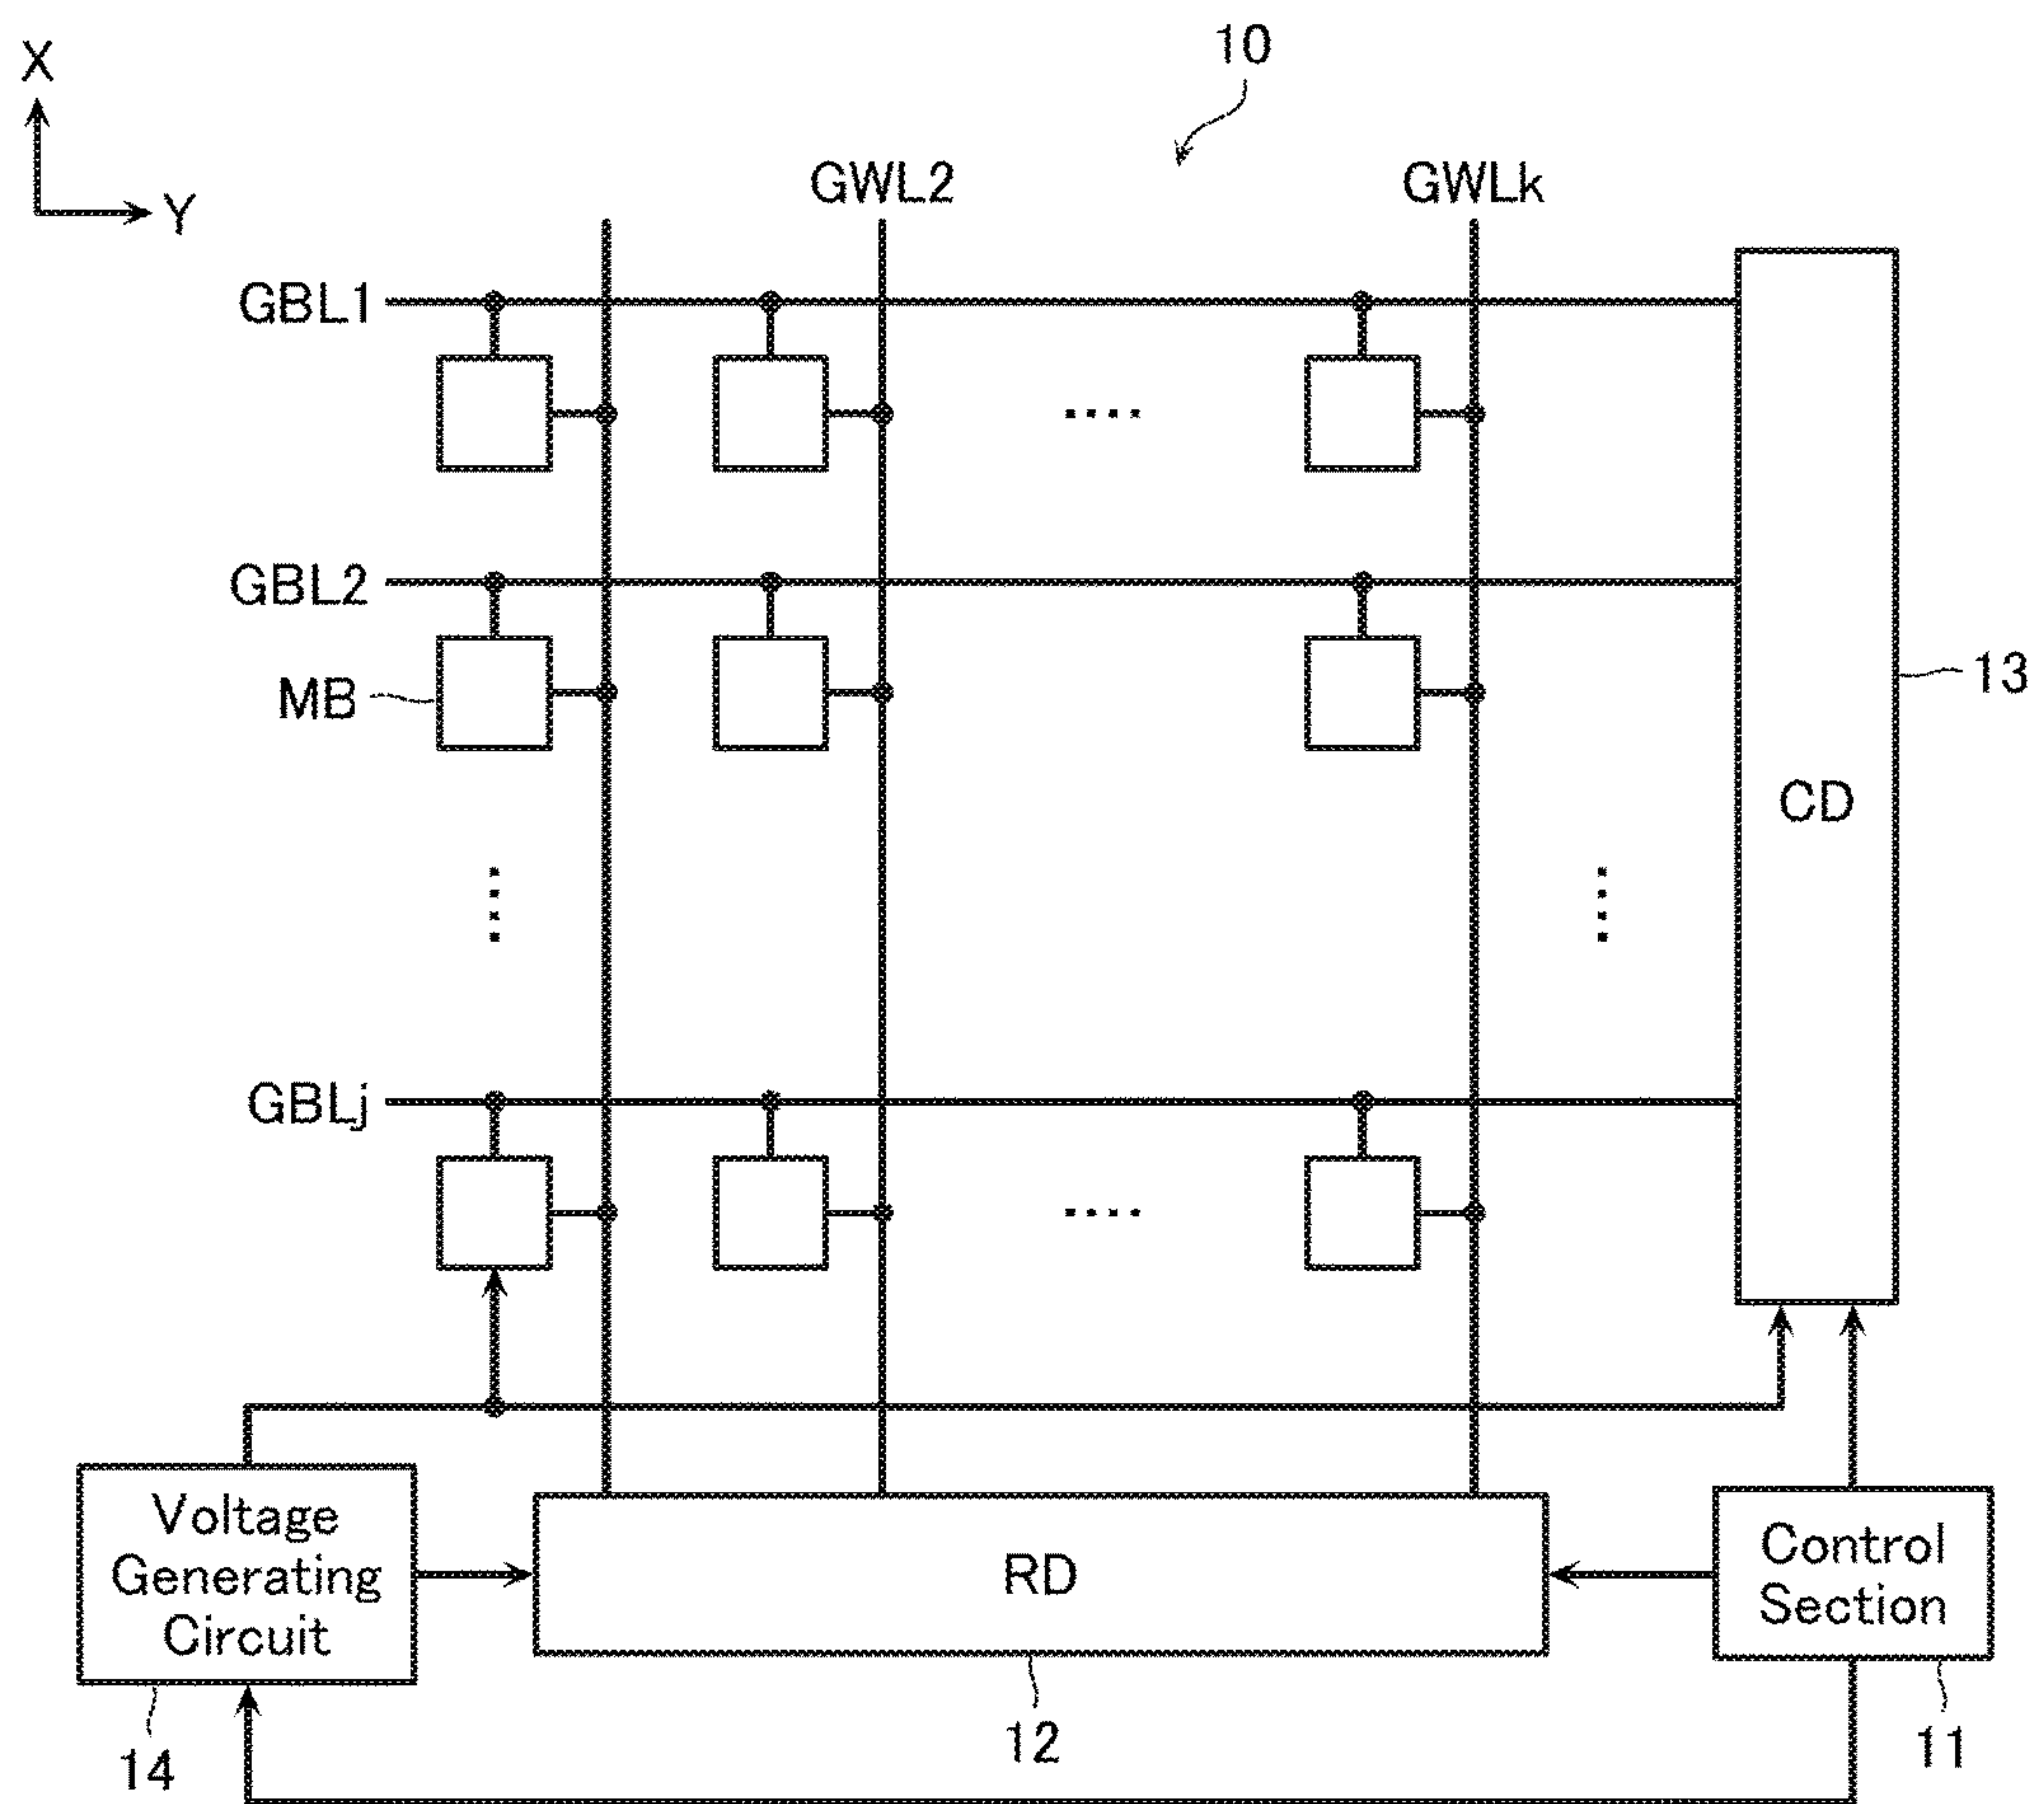 10
X
Y
GWL2
GWLk
GBL1
GBL2
MB
13
CD
GBLj
Voltage
Generating
Circuit
RD
Control
Section
14
12
11